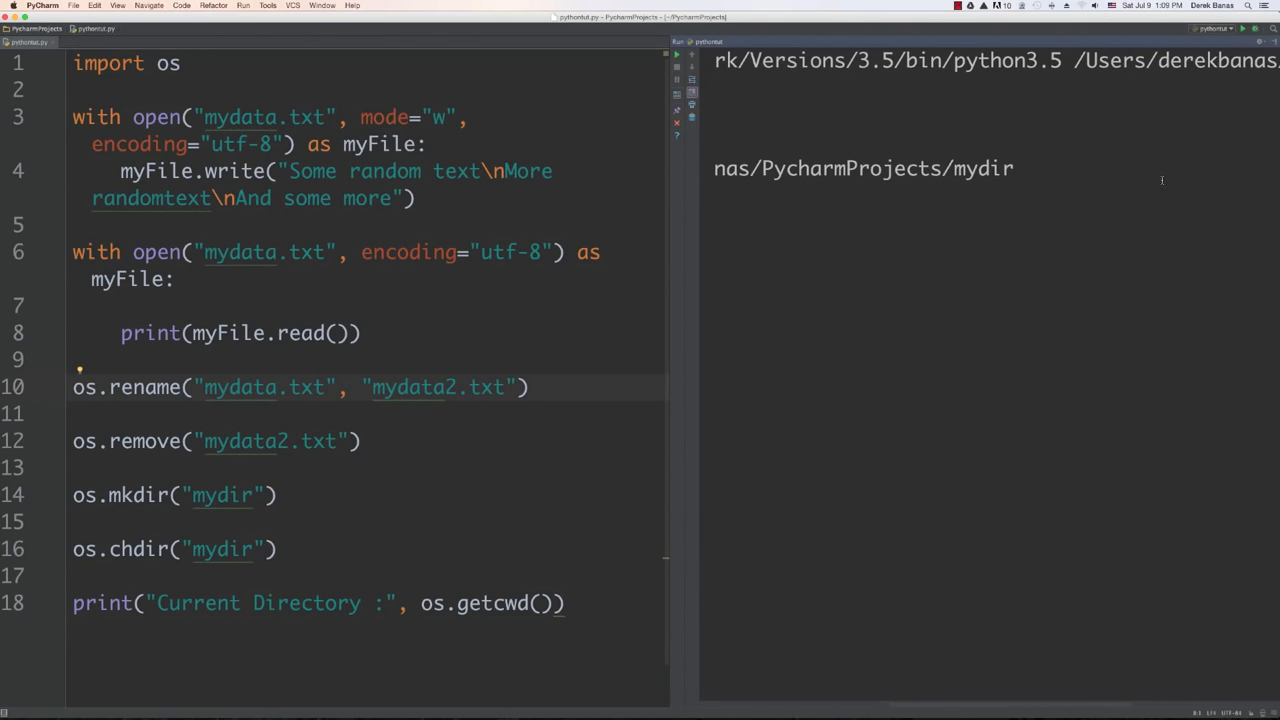 PyCharm File Edit View Navigate Code Refactor Run Tools VCS Window Help 10 Sat Jul 9 1:09 PM Derek Banas
pythontut.py - PycharmProjects - [~/PycharmProjects]
PycharmProjects pythontut.py pythontut
pythontut.py
Run pythontut
1 import os
2
3 with open("mydata.txt", mode="w",
encoding="utf-8") as myFile:
4 myFile.write("Some random text\nMore
randomtext\nAnd some more")
5
6 with open("mydata.txt", encoding="utf-8") as
myFile:
7
8 print(myFile.read())
9
10 os.rename("mydata.txt", "mydata2.txt")
11
12 os.remove("mydata2.txt")
13
14 os.mkdir("mydir")
15
16 os.chdir("mydir")
17
18 print("Current Directory :", os.getcwd())
rk/Versions/3.5/bin/python3.5 /Users/derekbanas/
nas/PycharmProjects/mydir